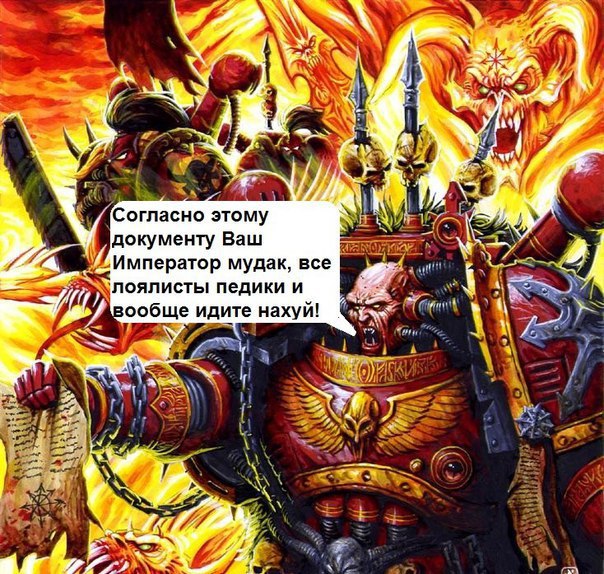 Согласно этому
документу Ваш
Император мудак, все
лоялисты педики и
вообще идите нахуй!